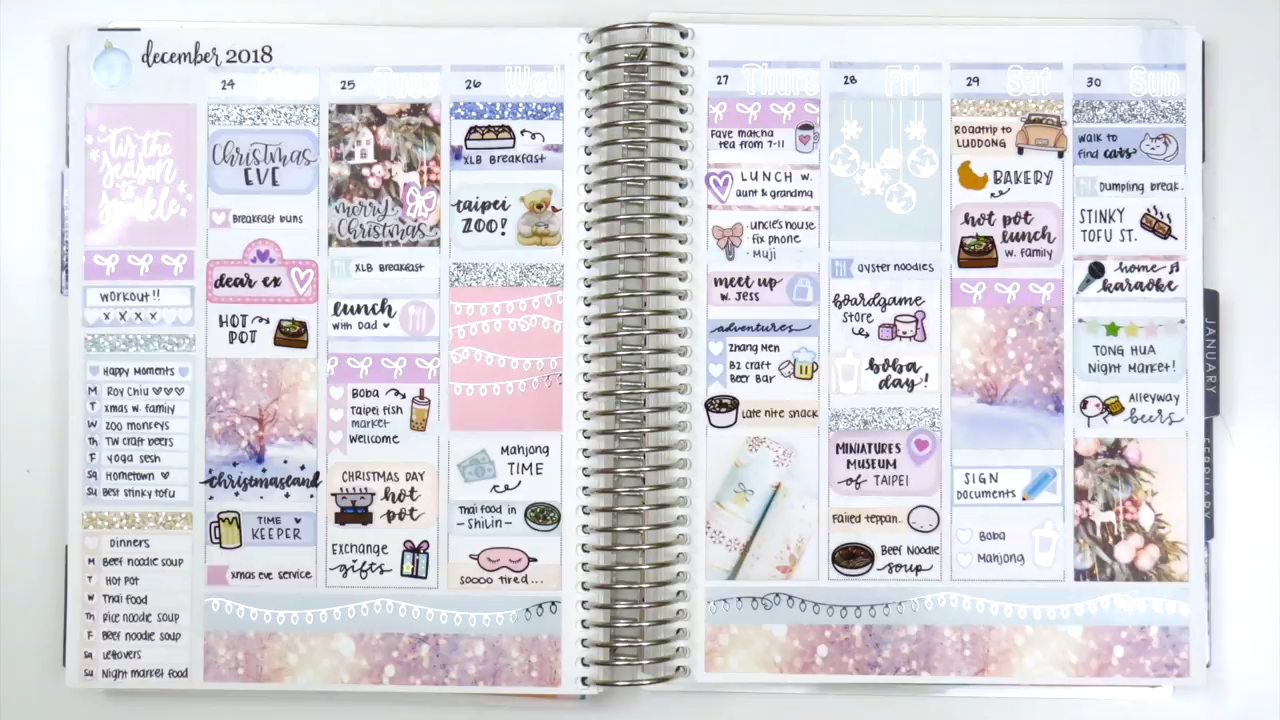 december 2018
'tis the
season
to
sparkle
workout!!
x x x x
Happy Moments
M Roy Chiu
T xmas w. family
W zoo monkeys
Th TW craft beers
F yoga sesh
Sa Hometown
Su Best stinky tofu
Dinners
M Beef noodle soup
T Hot Pot
W Thai food
Th Rice noodle soup
F Beef noodle soup
Sa Leftovers
Su Night market food
24 Mon
Christmas
EVE
Breakfast buns
dear ex
HOT
POT
christmasland
TIME
KEEPER
xmas eve service
25 Tues
merry
Christmas
XLB Breakfast
lunch
with Dad
Boba
Taipei fish
market
wellcome
CHRISTMAS DAY
hot
pot
Exchange
gifts
26 Wed
XLB Breakfast
taipei
ZOO!
Mahjong
TIME
Thai food in
-SHILIN-
soooo tired...
27 Thurs
Fave matcha
tea from 7-11
LUNCH w.
aunt & grandma
· uncle's house
· fix phone
· Muji
meet up
w. Jess
adventures
Zhang Men
B2 Craft
Beer Bar
Late nite snack
28 Fri
oyster noodles
boardgame
store
boba
day!
MINIATURES
MUSEUM
of TAIPEI
Failed teppan..
Beef Noodle
soup
29 Sat
Roadtrip to
LUDDONG
BAKERY
hot pot
lunch
w. family
SIGN
Documents
Boba
Mahjong
30 Sun
Walk to
find cats
Dumpling break.
STINKY
TOFU ST.
home
karaoke
TONG HUA
Night Market!
Alleyway
beers
JANUARY
FEBRUARY